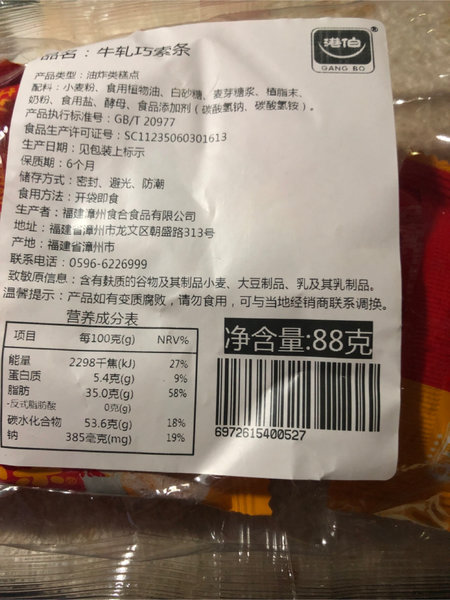 港伯
GANG BO
®
品名：牛轧巧索条
产品类型：油炸类糕点
配料：小麦粉、食用植物油、白砂糖、麦芽糖浆、植脂末、
奶粉、食用盐、酵母、食品添加剂（碳酸氢钠、碳酸氢铵）。
产品执行标准号：GB/T 20977
食品生产许可证号：SC11235060301613
生产日期：见包装上标示
保质期：6个月
储存方式：密封、避光、防潮
食用方法：开袋即食
生产者：福建漳州食合食品有限公司
地址：福建省漳州市龙文区朝盛路313号
产地：福建省漳州市
联系电话：0596-6226999
致敏原信息：含有麸质的谷物及其制品小麦、大豆制品、乳及其乳制品。
温馨提示：产品如有变质腐败，请勿食用，可与当地经销商联系调换。
营养成分表
项目 每100克(g) NRV%
能量 2298千焦(kJ) 27%
蛋白质 5.4克(g) 9%
脂肪 35.0克(g) 58%
-反式脂肪酸 0克(g)
碳水化合物 53.6克(g) 18%
钠 385毫克(mg) 19%
净含量:88克
6972615400527